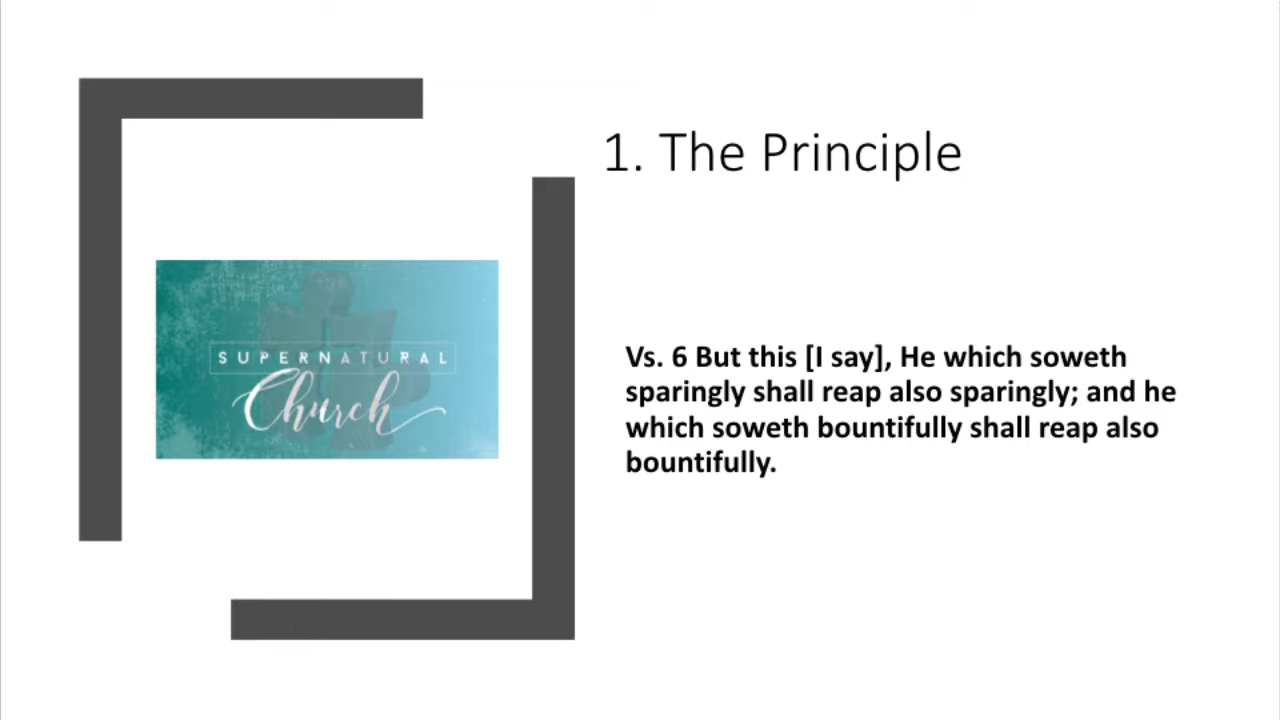 1. The Principle
SUPERNATURAL
Church
Vs. 6 But this [I say], He which soweth
sparingly shall reap also sparingly; and he
which soweth bountifully shall reap also
bountifully.